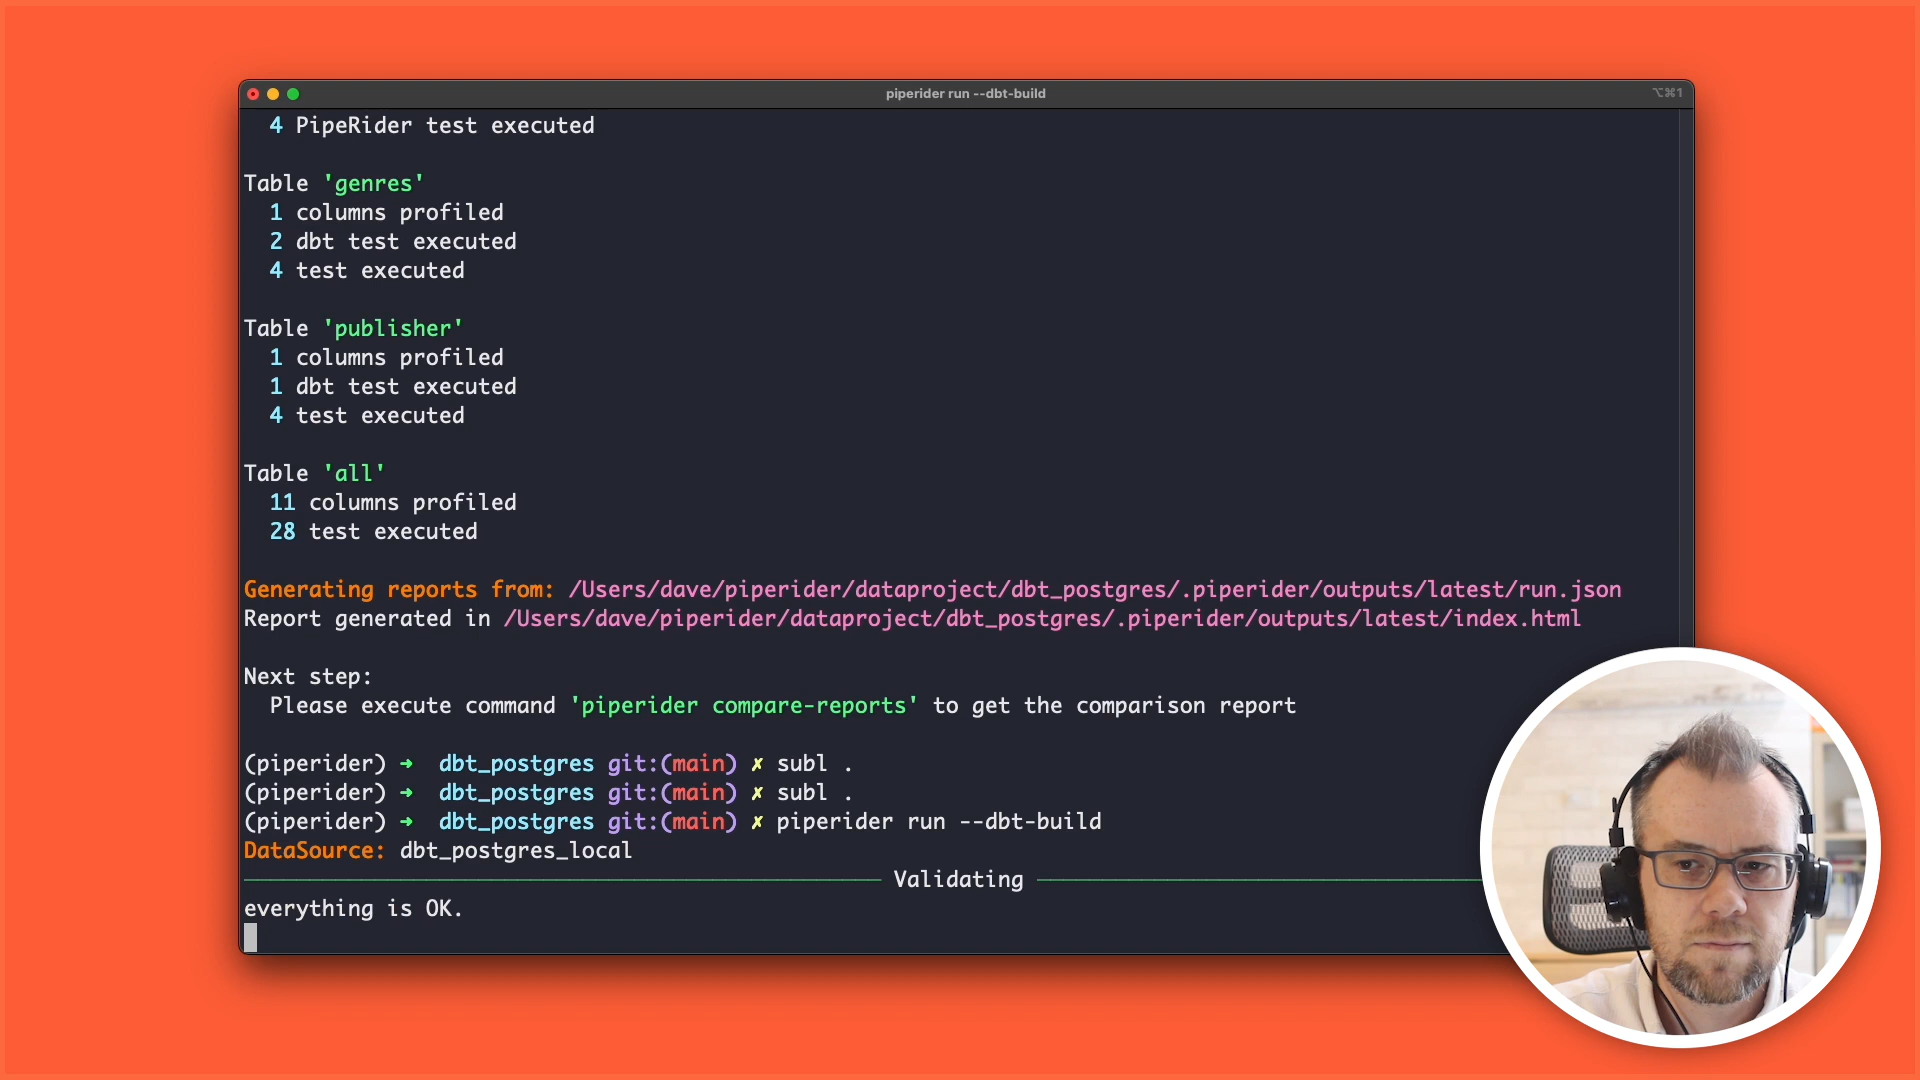 piperider run --dbt-build
⌥⌘1
4 PipeRider test executed
Table 'genres'
1 columns profiled
2 dbt test executed
4 test executed
Table 'publisher'
1 columns profiled
1 dbt test executed
4 test executed
Table 'all'
11 columns profiled
28 test executed
Generating reports from: /Users/dave/piperider/dataproject/dbt_postgres/.piperider/outputs/latest/run.json
Report generated in /Users/dave/piperider/dataproject/dbt_postgres/.piperider/outputs/latest/index.html
Next step:
Please execute command 'piperider compare-reports' to get the comparison report
(piperider) ➜ dbt_postgres git:(main) ✗ subl .
(piperider) ➜ dbt_postgres git:(main) ✗ subl .
(piperider) ➜ dbt_postgres git:(main) ✗ piperider run --dbt-build
DataSource: dbt_postgres_local
Validating
everything is OK.